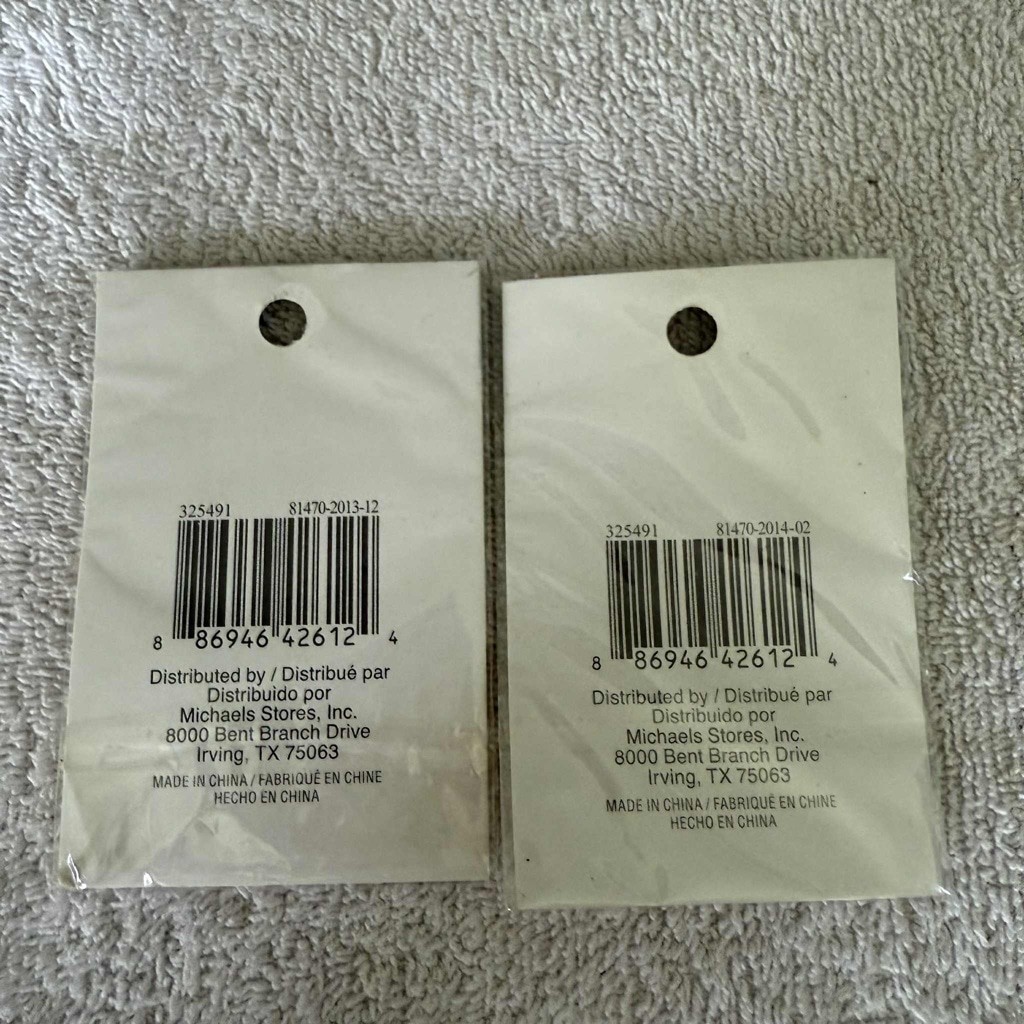 325491 81470-2013-12
8 86946 42612 4
Distributed by / Distribué par
Distribuido por
Michaels Stores, Inc.
8000 Bent Branch Drive
Irving, TX 75063
MADE IN CHINA / FABRIQUÉ EN CHINE
HECHO EN CHINA
325491 81470-2014-02
8 86946 42612 4
Distributed by / Distribué par
Distribuido por
Michaels Stores, Inc.
8000 Bent Branch Drive
Irving, TX 75063
MADE IN CHINA / FABRIQUÉ EN CHINE
HECHO EN CHINA